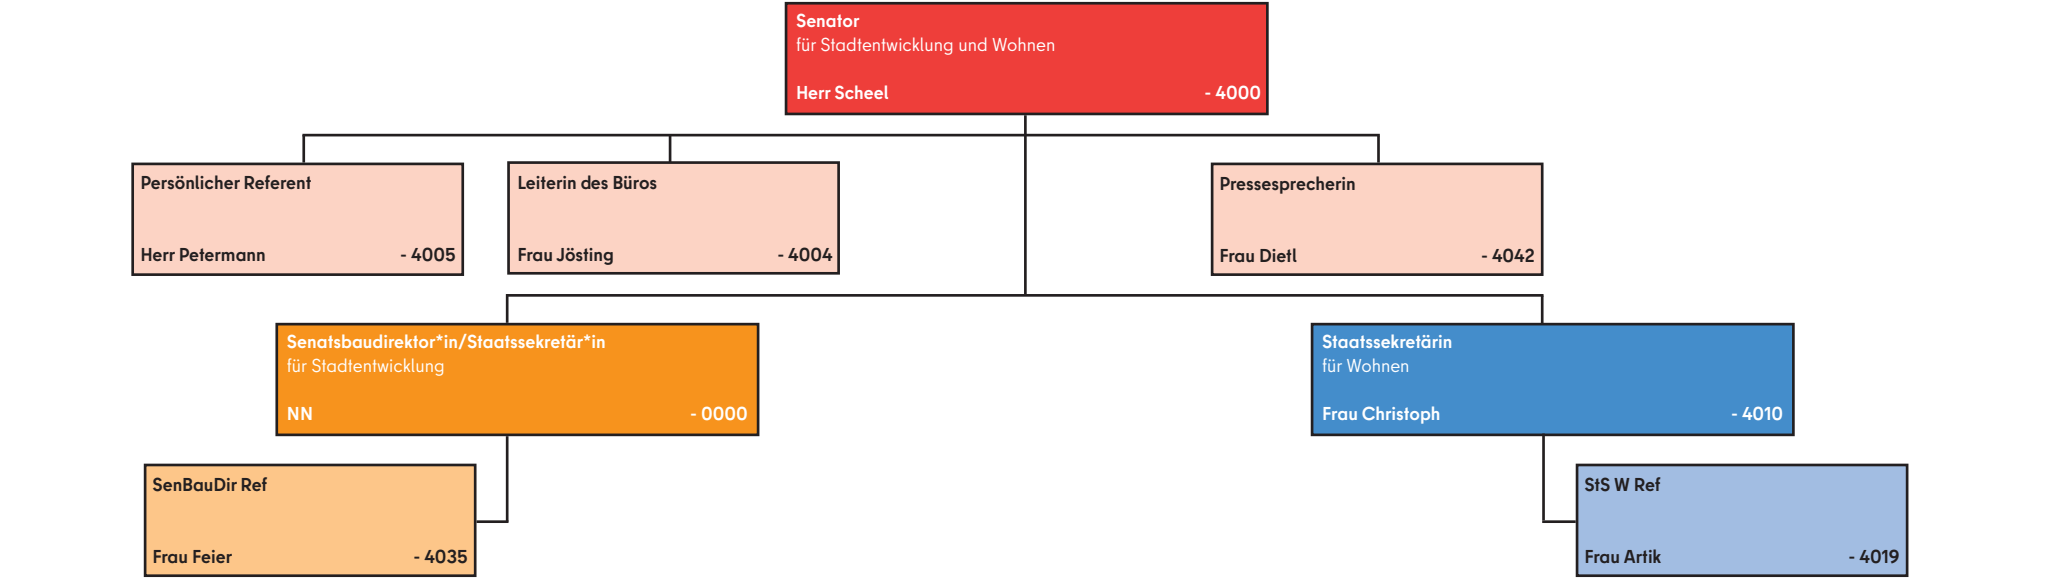 Senator
für Stadtentwicklung und Wohnen
Herr Scheel - 4000
Persönlicher Referent
Herr Petermann - 4005
Leiterin des Büros
Frau Jösting - 4004
Pressesprecherin
Frau Dietl - 4042
Senatsbaudirektor*in/Staatssekretär*in
für Stadtentwicklung
NN - 0000
Staatssekretärin
für Wohnen
Frau Christoph - 4010
SenBauDir Ref
Frau Feier - 4035
StS W Ref
Frau Artik - 4019